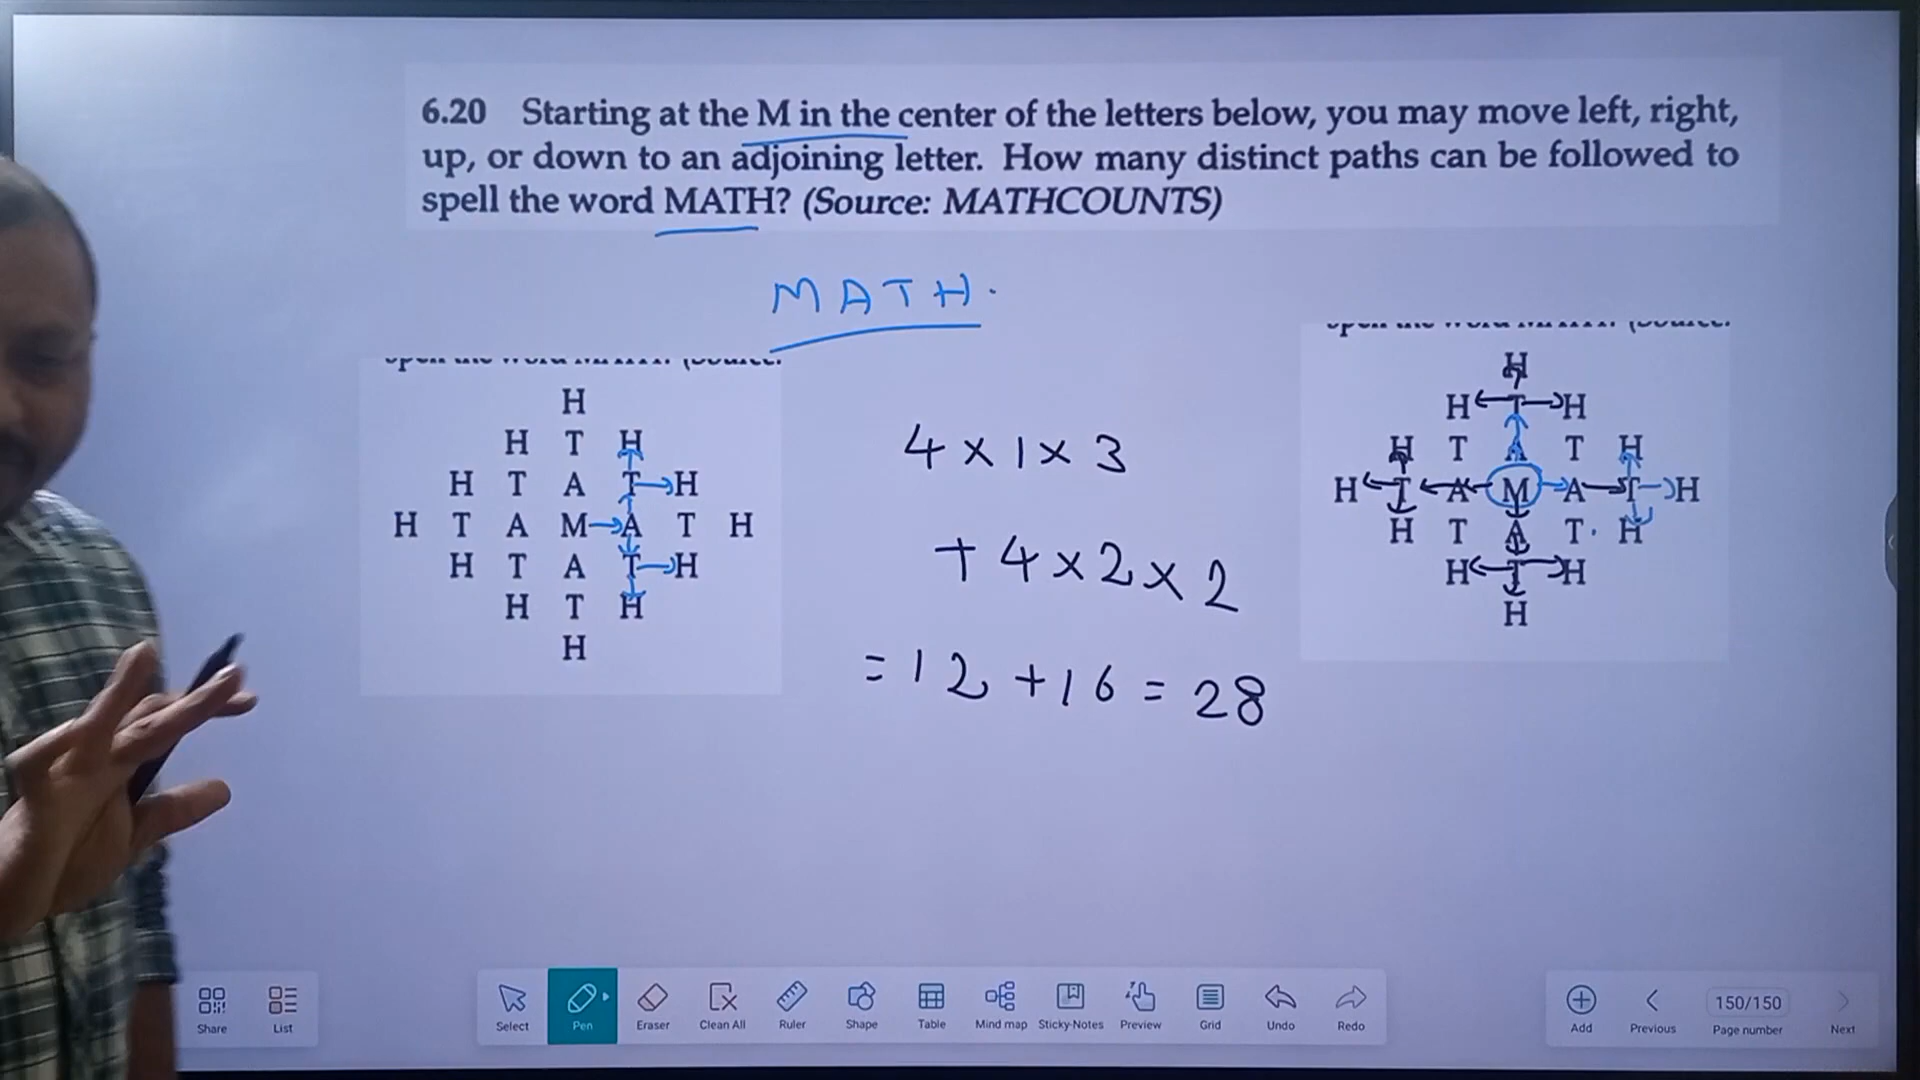 6.20 Starting at the M in the center of the letters below, you may move left, right,
up, or down to an adjoining letter. How many distinct paths can be followed to
spell the word MATH? (Source: MATHCOUNTS)
MATH.
H
H T H
H T A T H
H T A M A T H
H T A T H
H T H
H
4 × 1 × 3
+ 4 × 2 × 2
= 12 + 16 = 28
H
H T H
H T A T H
H T A M A T H
H T A T. H
H T H
H
Share
List
Select
Pen
Eraser
Clean All
Ruler
Shape
Table
Mind map
Sticky-Notes
Preview
Grid
Undo
Redo
Add
Previous
150/150
Page number
Next